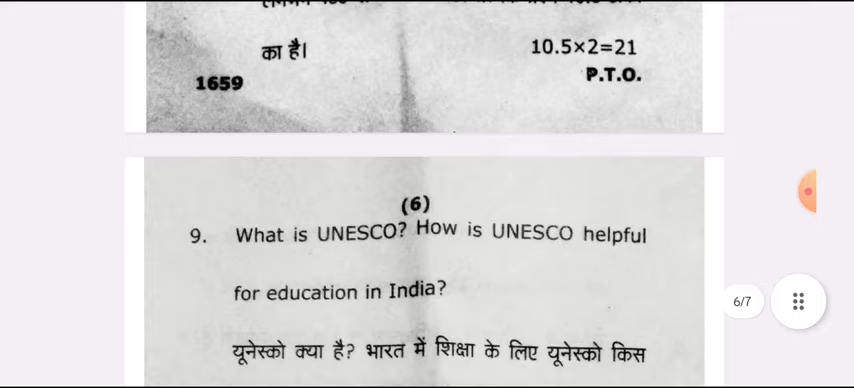 का है।
10.5×2=21
1659
P.T.O.
(6)
9. What is UNESCO? How is UNESCO helpful
for education in India?
यूनेस्को क्या है? भारत में शिक्षा के लिए यूनेस्को किस
6/7